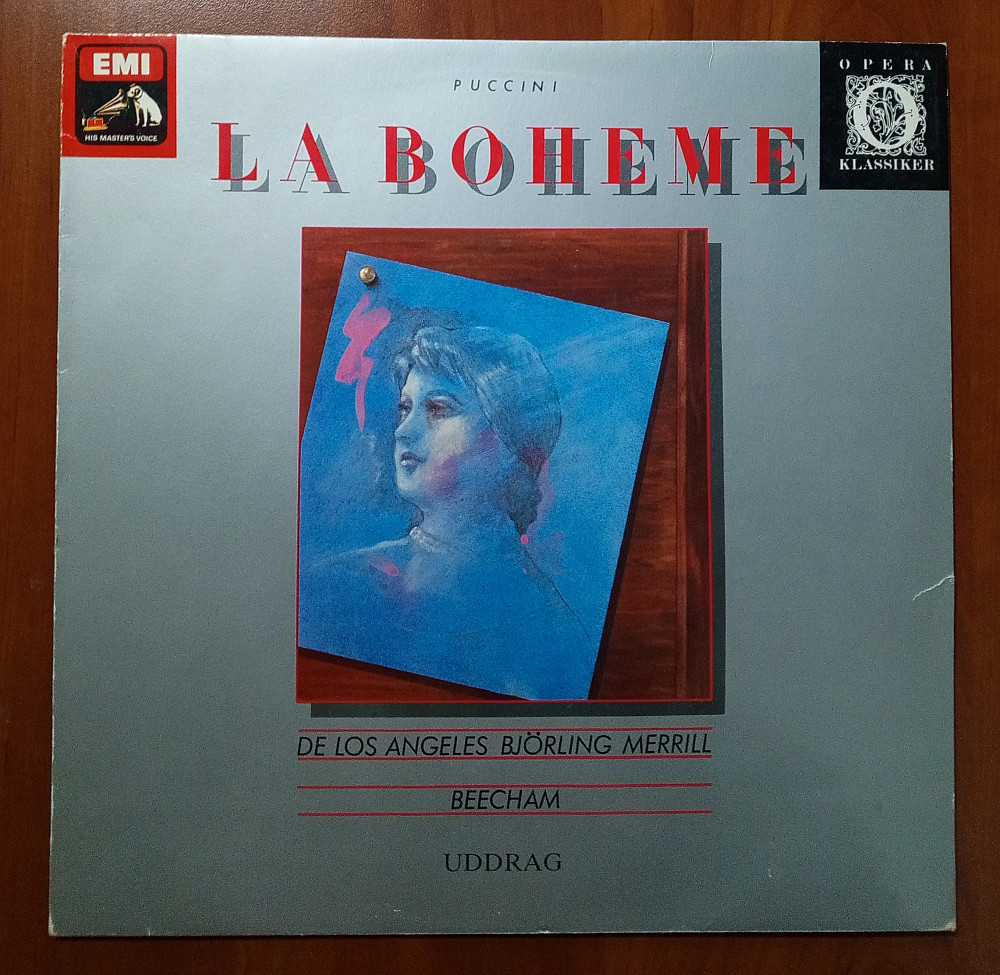 EMI
HIS MASTER'S VOICE
PUCCINI
OPERA
KLASSIKER
LA BOHEME
DE LOS ANGELES BJÖRLING MERRILL
BEECHAM
UDDRAG